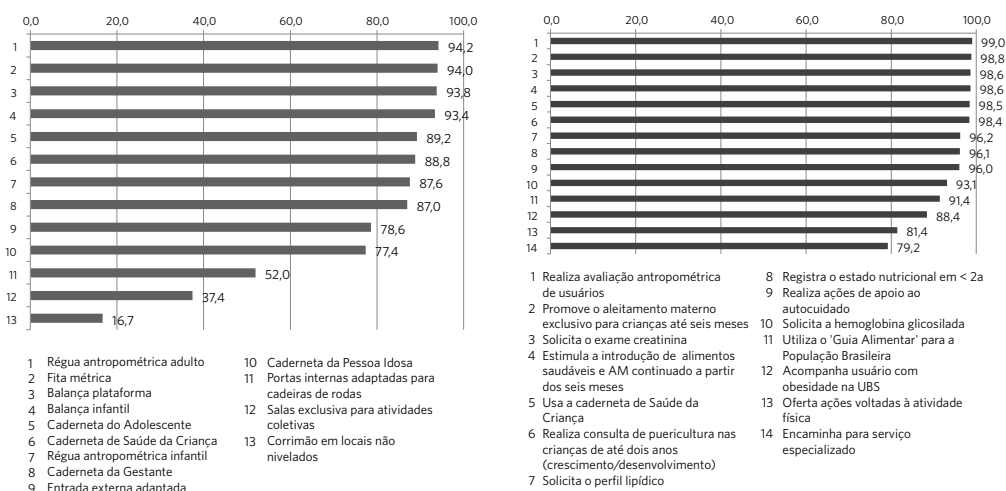 0,0 20,0 40,0 60,0 80,0 100,0
1 94,2
2 94,0
3 93,8
4 93,4
5 89,2
6 88,8
7 87,6
8 87,0
9 78,6
10 77,4
11 52,0
12 37,4
13 16,7
1 Régua antropométrica adulto
2 Fita métrica
3 Balança plataforma
4 Balança infantil
5 Caderneta do Adolescente
6 Caderneta de Saúde da Criança
7 Régua antropométrica infantil
8 Caderneta da Gestante
9 Entrada externa adaptada
10 Caderneta da Pessoa Idosa
11 Portas internas adaptadas para
cadeiras de rodas
12 Salas exclusiva para atividades
coletivas
13 Corrimão em locais não
nivelados
0,0 20,0 40,0 60,0 80,0 100,0
1 99,0
2 98,8
3 98,6
4 98,6
5 98,5
6 98,4
7 96,2
8 96,1
9 96,0
10 93,1
11 91,4
12 88,4
13 81,4
14 79,2
1 Realiza avaliação antropométrica
de usuários
2 Promove o aleitamento materno
exclusivo para crianças até seis meses
3 Solicita o exame creatinina
4 Estimula a introdução de alimentos
saudáveis e AM continuado a partir
dos seis meses
5 Usa a caderneta de Saúde da
Criança
6 Realiza consulta de puericultura nas
crianças de até dois anos
(crescimento/desenvolvimento)
7 Solicita o perfil lipídico
8 Registra o estado nutricional em < 2a
9 Realiza ações de apoio ao
autocuidado
10 Solicita a hemoglobina glicosilada
11 Utiliza o 'Guia Alimentar' para a
População Brasileira
12 Acompanha usuário com
obesidade na UBS
13 Oferta ações voltadas à atividade
física
14 Encaminha para serviço
especializado